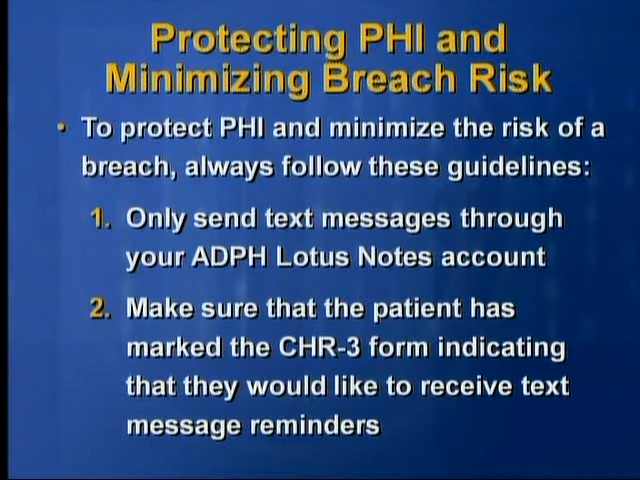 Protecting PHI and
Minimizing Breach Risk
• To protect PHI and minimize the risk of a
breach, always follow these guidelines:
1. Only send text messages through
your ADPH Lotus Notes account
2. Make sure that the patient has
marked the CHR-3 form indicating
that they would like to receive text
message reminders